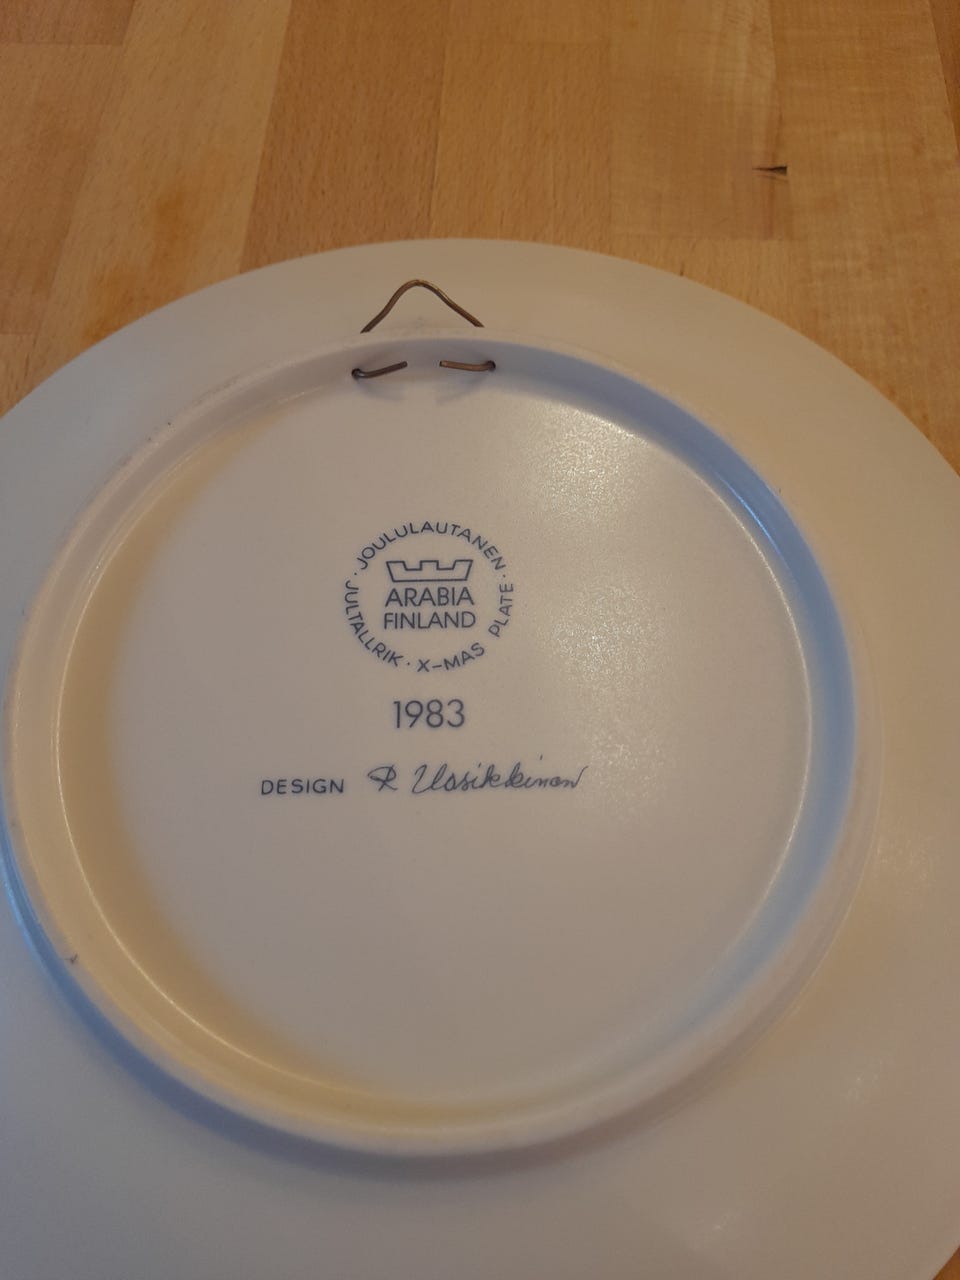 JOULULAUTANEN · X-MAS PLATE · JULTALLRIK ·
ARABIA
FINLAND
1983
DESIGN R Uosikkinen